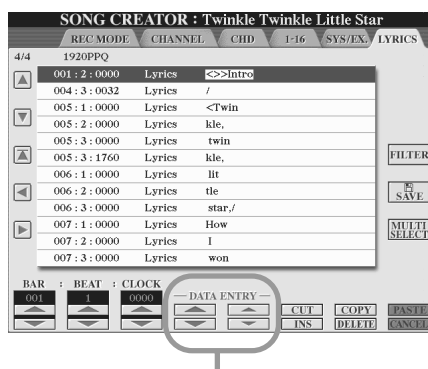 SONG CREATOR : Twinkle Twinkle Little Star
REC MODE CHANNEL CHD 1-16 SYS/EX. LYRICS
4/4 1920PPQ
001 : 2 : 0000 Lyrics <>>Intro
004 : 3 : 0032 Lyrics /
005 : 1 : 0000 Lyrics <Twin
005 : 2 : 0000 Lyrics kle,
005 : 3 : 0000 Lyrics twin
005 : 3 : 1760 Lyrics kle,
006 : 1 : 0000 Lyrics lit
006 : 2 : 0000 Lyrics tle
006 : 3 : 0000 Lyrics star,/
007 : 1 : 0000 Lyrics How
007 : 2 : 0000 Lyrics I
007 : 3 : 0000 Lyrics won
FILTER
SAVE
MULTI
SELECT
BAR : BEAT : CLOCK
001 1 0000
DATA ENTRY
CUT COPY PASTE
INS DELETE CANCEL